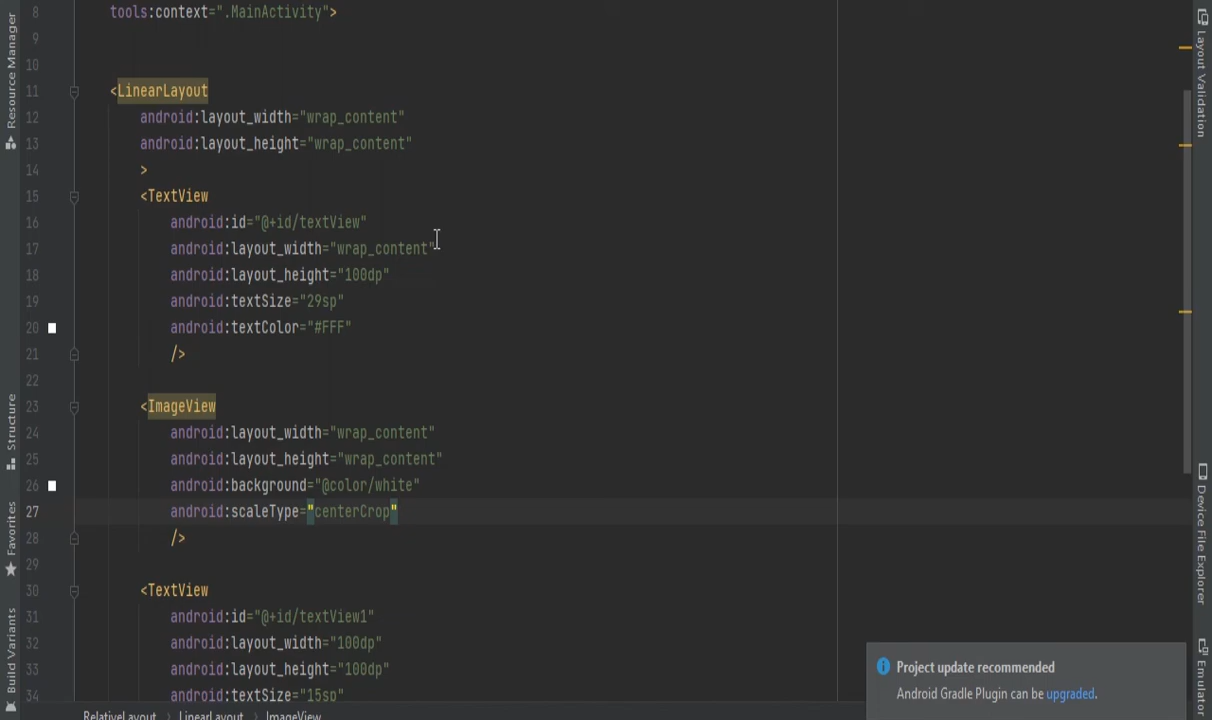 Resource Manager
Structure
Favorites
Build Variants
8 tools:context=".MainActivity">
9
10
11 <LinearLayout
12 android:layout_width="wrap_content"
13 android:layout_height="wrap_content"
14 >
15 <TextView
16 android:id="@+id/textView"
17 android:layout_width="wrap_content"
18 android:layout_height="100dp"
19 android:textSize="29sp"
20 android:textColor="#FFF"
21 />
22
23 <ImageView
24 android:layout_width="wrap_content"
25 android:layout_height="wrap_content"
26 android:background="@color/white"
27 android:scaleType="centerCrop"
28 />
29
30 <TextView
31 android:id="@+id/textView1"
32 android:layout_width="100dp"
33 android:layout_height="100dp"
34 android:textSize="15sp"
RelativeLayout LinearLayout ImageView
Project update recommended
Android Gradle Plugin can be upgraded.
Layout Validation
Device File Explorer
Emulator